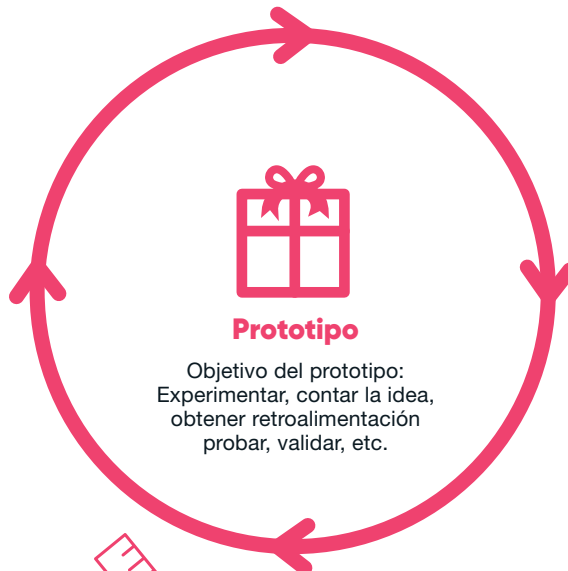 Prototipo
Objetivo del prototipo:
Experimentar, contar la idea,
obtener retroalimentación
probar, validar, etc.